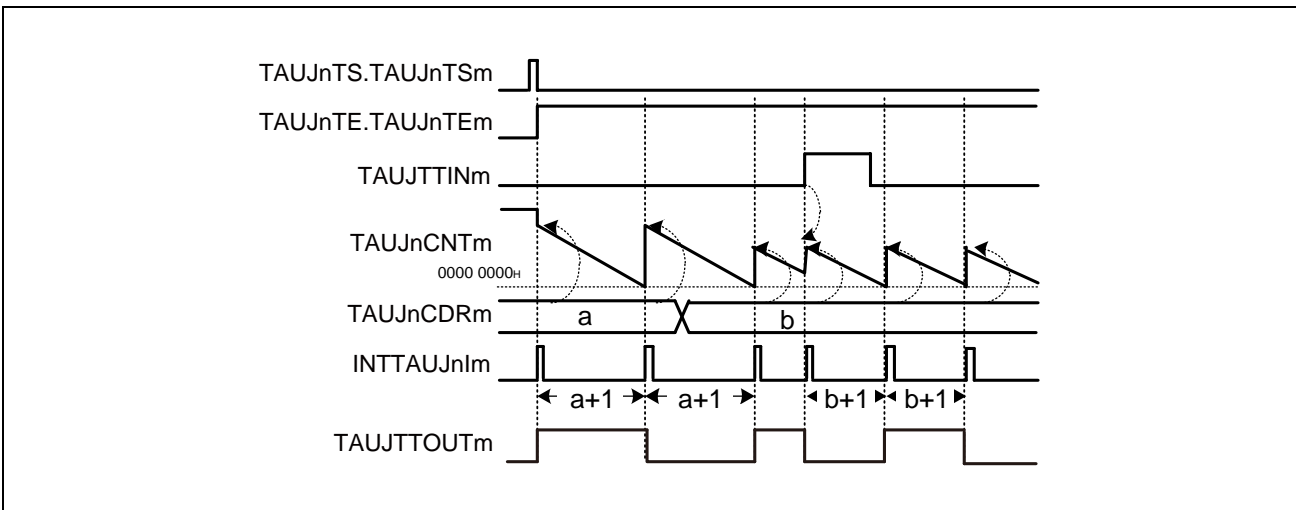 TAUJnTS.TAUJnTSm
TAUJnTE.TAUJnTEm
TAUJTTINm
TAUJnCNTm
0000 0000H
TAUJnCDRm
a
b
INTTAUJnIm
a+1
a+1
b+1
b+1
TAUJTTOUTm